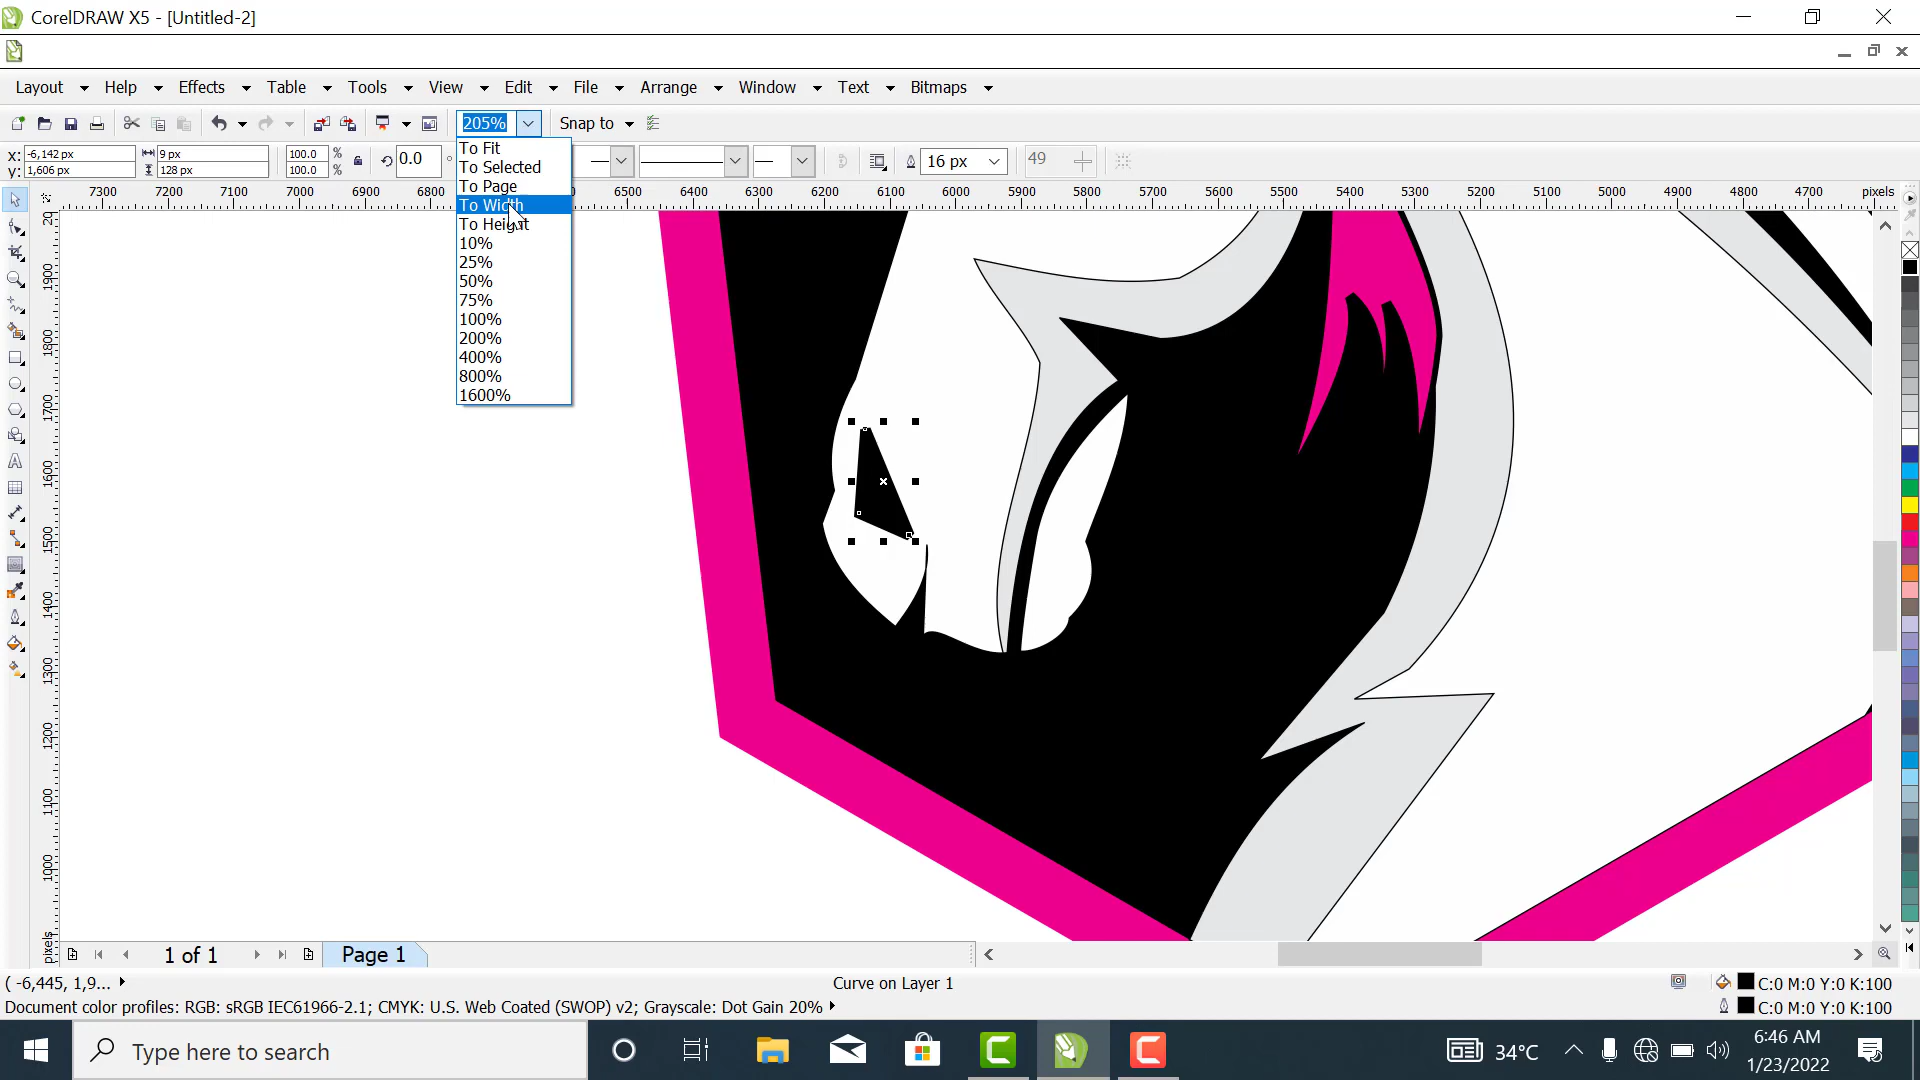 CorelDRAW X5 - [Untitled-2]
Layout Help Effects Table Tools View Edit File Arrange Window Text Bitmaps
205% Snap to
x: -6,142 px 9 px 100.0 % 0.0 ° 16 px 49
y: 1,606 px 128 px 100.0 %
To Fit
To Selected
To Page
To Width
To Height
10%
25%
50%
75%
100%
200%
400%
800%
1600%
7300 7200 7100 7000 6900 6800 6500 6400 6300 6200 6100 6000 5900 5800 5700 5600 5500 5400 5300 5200 5100 5000 4900 4800 4700 pixels
20
1900
1800
1700
1600
1500
1400
1300
1200
1100
1000
pixels
1 of 1 Page 1
( -6,445, 1,9... Curve on Layer 1 C:0 M:0 Y:0 K:100
Document color profiles: RGB: sRGB IEC61966-2.1; CMYK: U.S. Web Coated (SWOP) v2; Grayscale: Dot Gain 20% C:0 M:0 Y:0 K:100
Type here to search 34°C 6:46 AM
1/23/2022